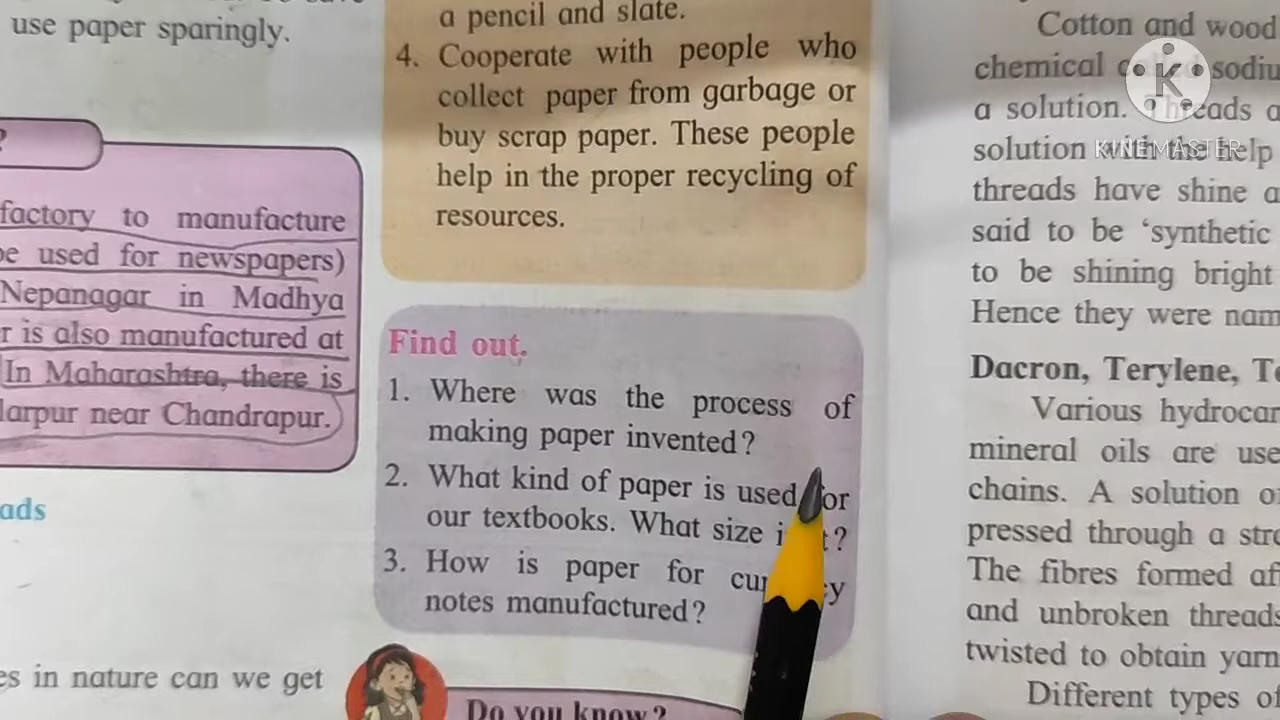 use paper sparingly.
?
factory to manufacture
be used for newspapers)
Nepanagar in Madhya
r is also manufactured at
In Maharashtra, there is
larpur near Chandrapur.
ads
es in nature can we get
a pencil and slate.
4. Cooperate with people who
collect paper from garbage or
buy scrap paper. These people
help in the proper recycling of
resources.
Find out.
1. Where was the process of
making paper invented?
2. What kind of paper is used for
our textbooks. What size it?
3. How is paper for
notes manufactured?
Do you know?
Cotton and wood
chemical sodiu
a solution. Threads a
solution with the help
threads have shine a
said to be ‘synthetic
to be shining bright
Hence they were nam
Dacron, Terylene, Te
Various hydrocar
mineral oils are use
chains. A solution o
pressed through a stre
The fibres formed af
and unbroken threads
twisted to obtain yarn
Different types of
K
KINEMASTER